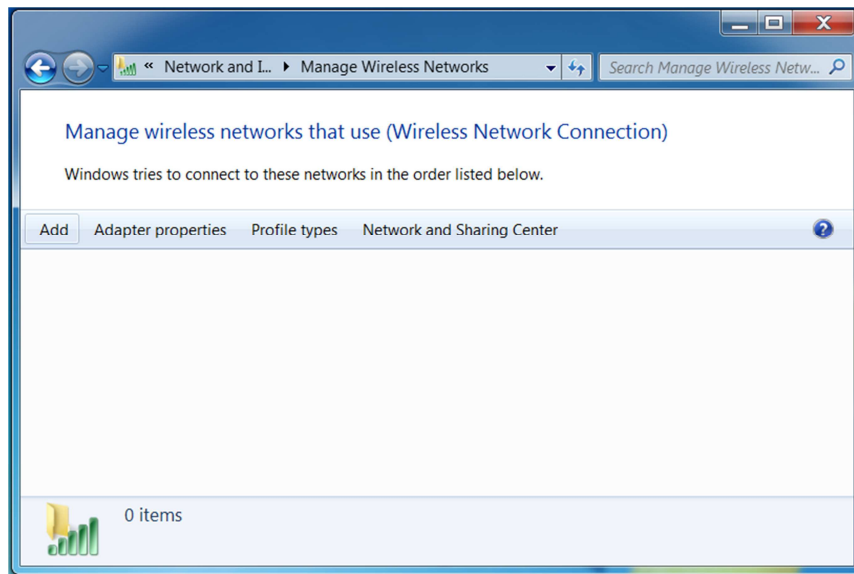 « Network and I... ▸ Manage Wireless Networks
Search Manage Wireless Netw...
Manage wireless networks that use (Wireless Network Connection)
Windows tries to connect to these networks in the order listed below.
Add Adapter properties Profile types Network and Sharing Center
0 items